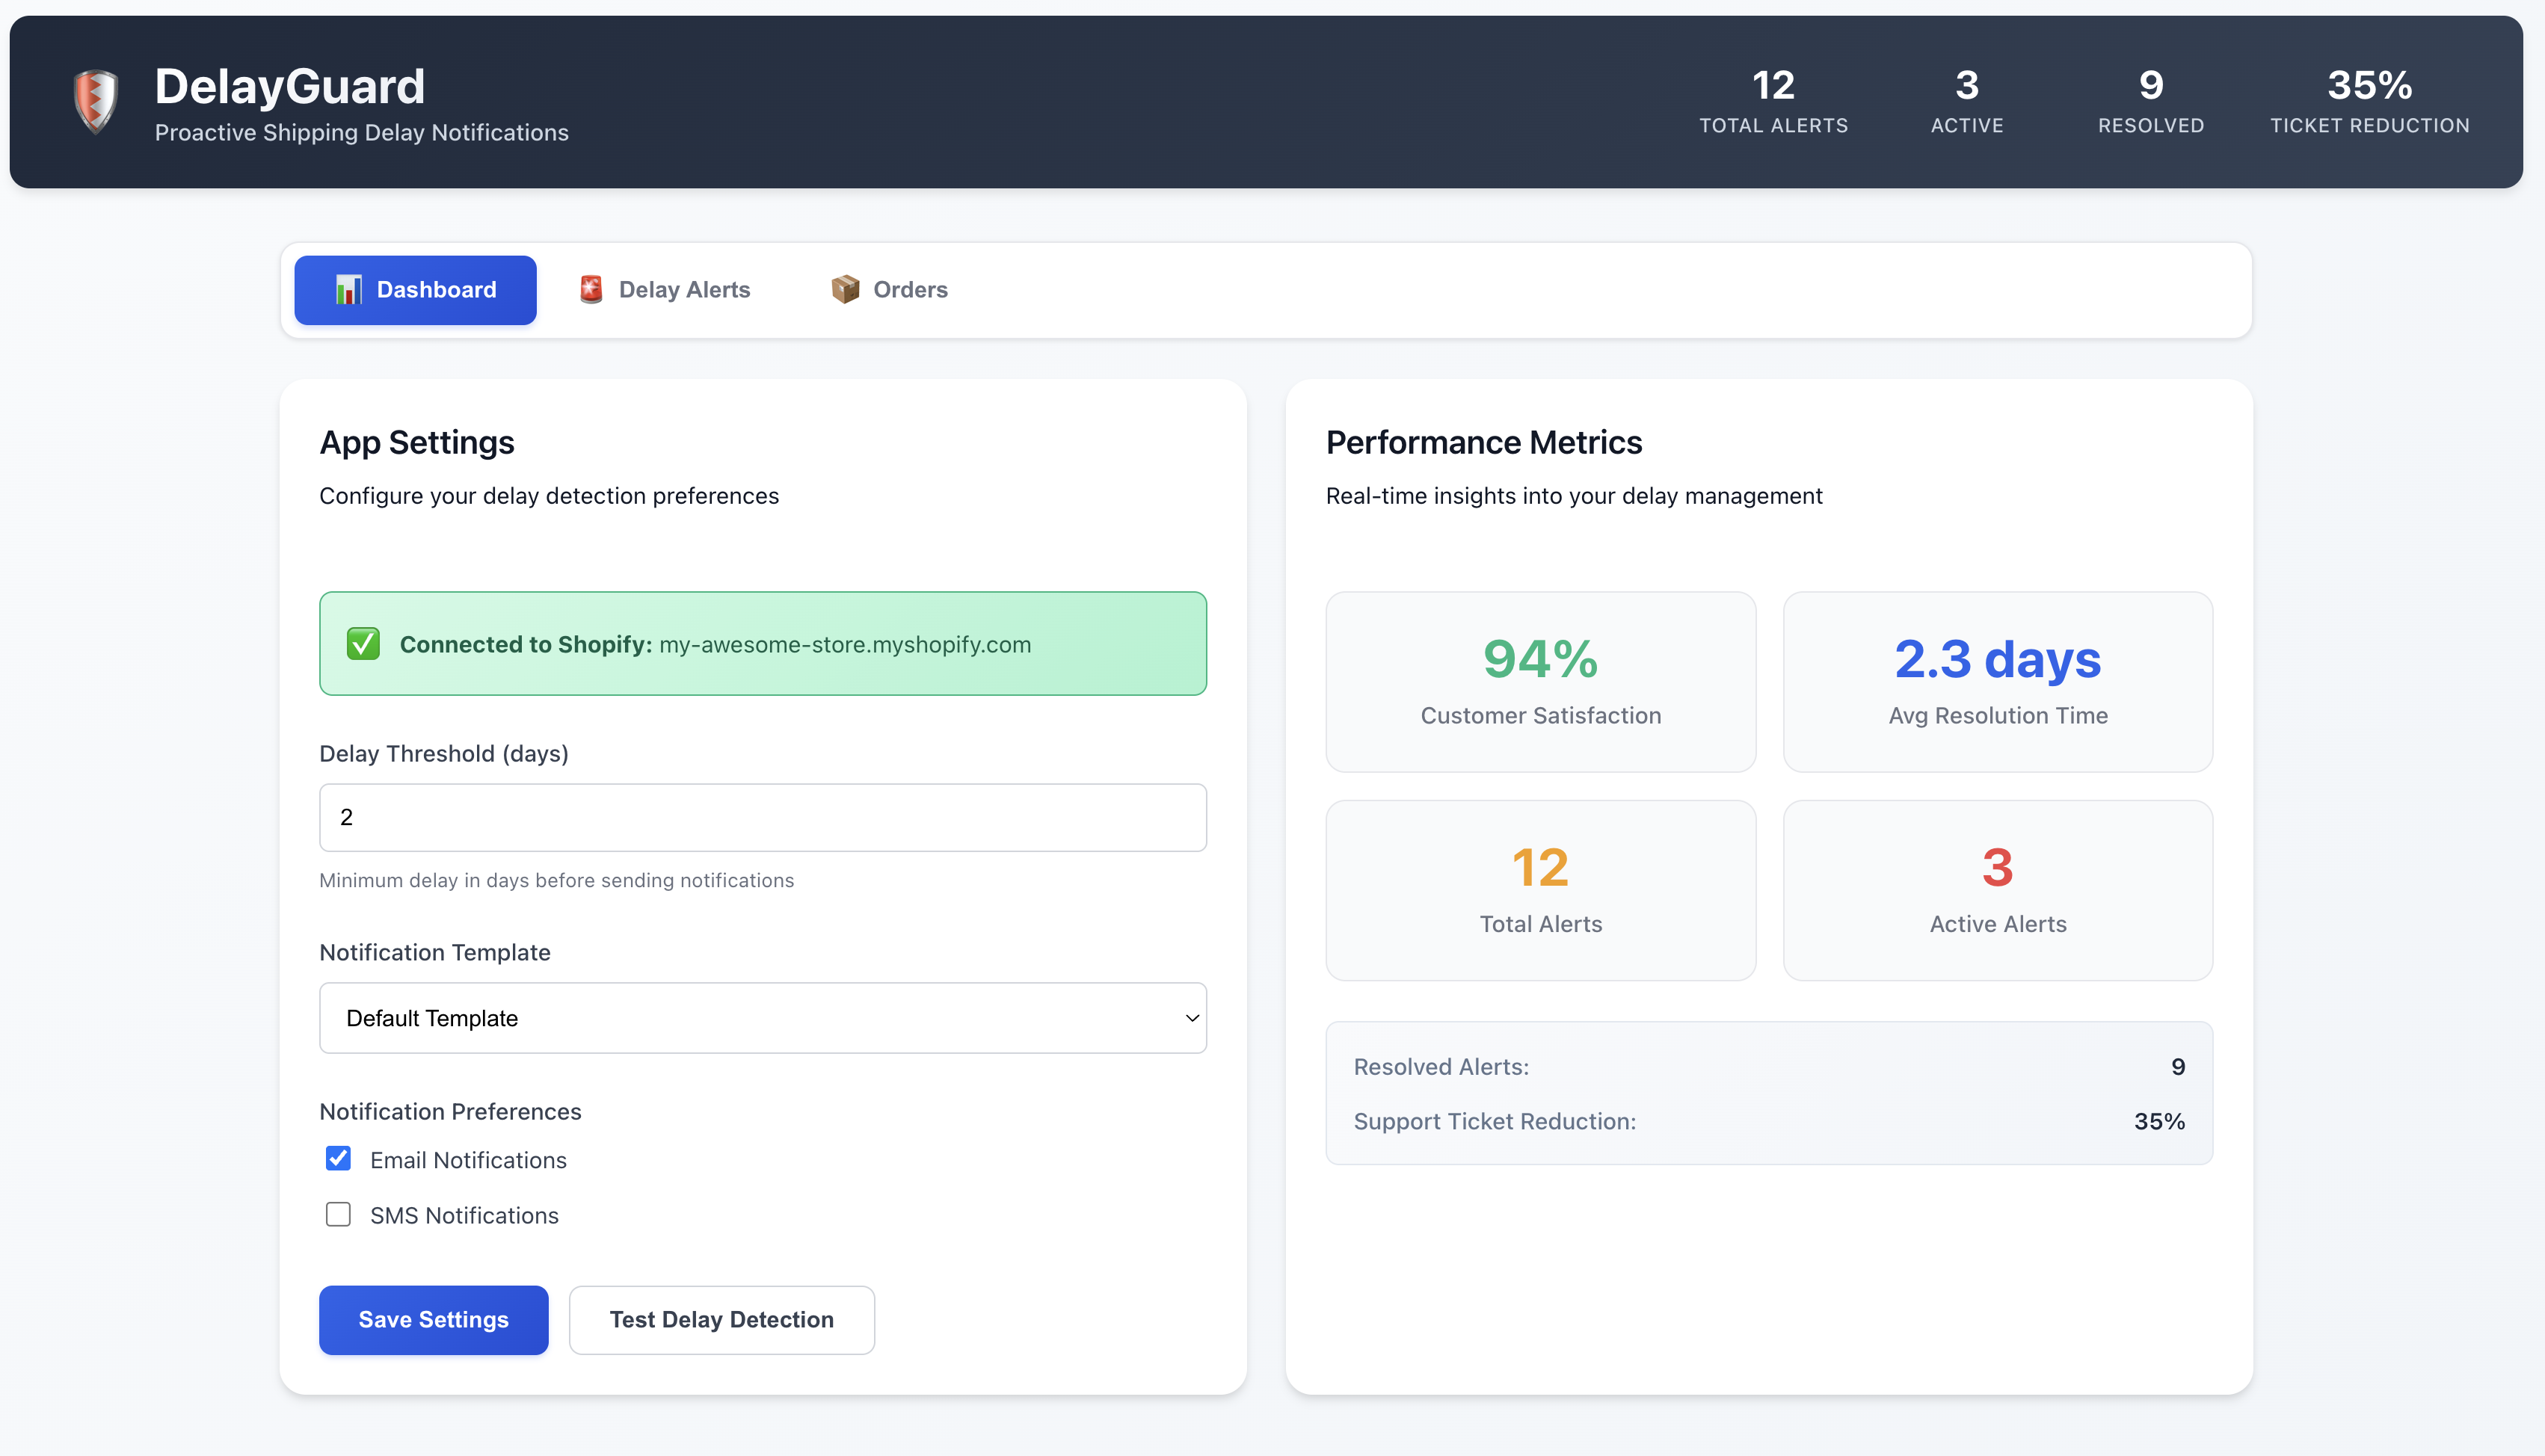 DelayGuard
Proactive Shipping Delay Notifications
12
TOTAL ALERTS
3
ACTIVE
9
RESOLVED
35%
TICKET REDUCTION
Dashboard
Delay Alerts
Orders
App Settings
Configure your delay detection preferences
Connected to Shopify: my-awesome-store.myshopify.com
Delay Threshold (days)
2
Minimum delay in days before sending notifications
Notification Template
Default Template
Notification Preferences
Email Notifications
SMS Notifications
Save Settings
Test Delay Detection
Performance Metrics
Real-time insights into your delay management
94%
Customer Satisfaction
2.3 days
Avg Resolution Time
12
Total Alerts
3
Active Alerts
Resolved Alerts: 9
Support Ticket Reduction: 35%